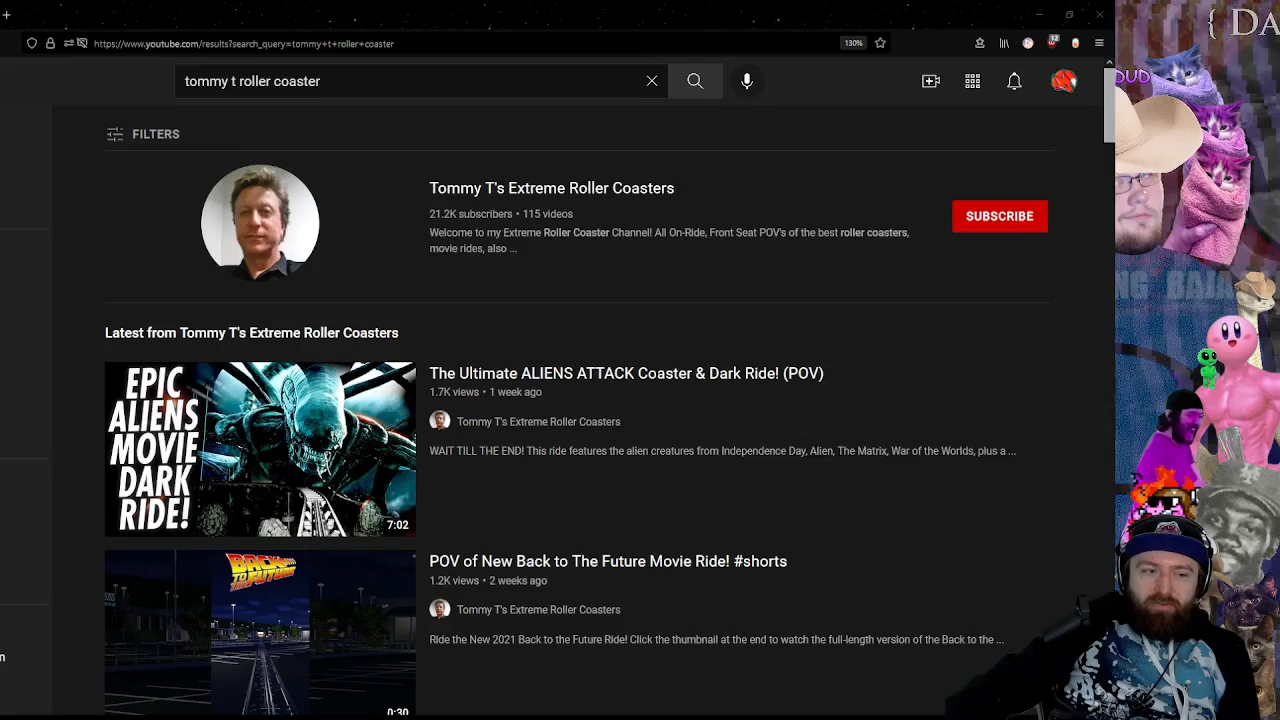 { DA
https://www.youtube.com/results?search_query=tommy+t+roller+coaster
130%
12
tommy t roller coaster
OUD
FILTERS
Tommy T's Extreme Roller Coasters
21.2K subscribers • 115 videos
Welcome to my Extreme Roller Coaster Channel! All On-Ride, Front Seat POV's of the best roller coasters,
movie rides, also ...
SUBSCRIBE
NG BAJA
Latest from Tommy T's Extreme Roller Coasters
EPIC
ALIENS
MOVIE
DARK
RIDE!
7:02
The Ultimate ALIENS ATTACK Coaster & Dark Ride! (POV)
1.7K views • 1 week ago
Tommy T's Extreme Roller Coasters
WAIT TILL THE END! This ride features the alien creatures from Independence Day, Alien, The Matrix, War of the Worlds, plus a ...
BACK
TO THE
FUTURE
0:30
POV of New Back to The Future Movie Ride! #shorts
1.2K views • 2 weeks ago
Tommy T's Extreme Roller Coasters
Ride the New 2021 Back to the Future Ride! Click the thumbnail at the end to watch the full-length version of the Back to the ...
n